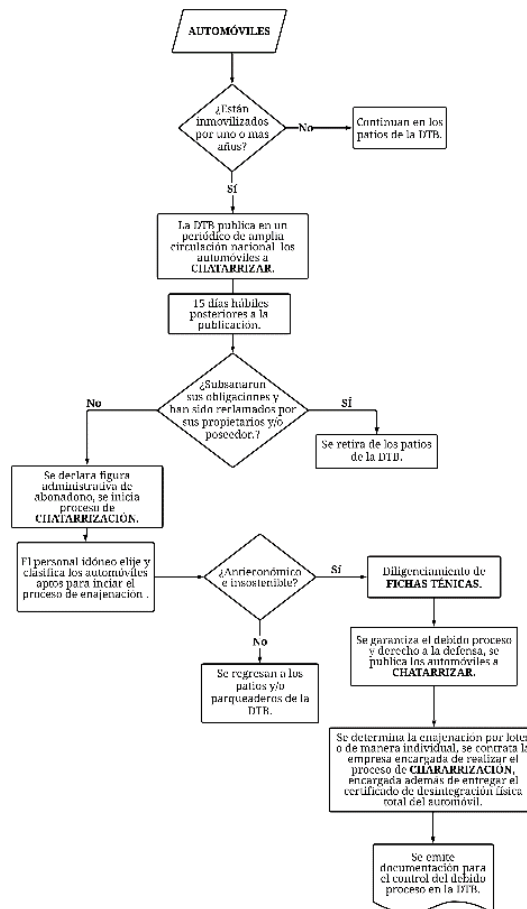 AUTOMÓVILES
¿Están
inmovilizados
por uno o mas
años?
No
Continuan en los
patios de la DTB.
Sí
La DTB publica en un
periódico de amplia
circulación nacional los
automóviles a
CHATARRIZAR.
15 días hábiles
posteriores a la
publicación.
¿Subsanarun
sus obligaciones y
han sido reclamados por
sus propietarios y/o
poseedor.?
No
SÍ
Se retira de los patios
de la DTB.
Se declara figura
administrativa de
abonadono, se inicia
proceso de
CHATARRIZACIÓN.
El personal idóneo elije y
clasifica los automóviles
aptos para inciar el
proceso de enajenación .
¿Antieconómico
e insostenible?
Sí
Diligenciamiento de
FICHAS TÉNICAS.
No
Se regresan a los
patios y/o
parqueaderos de la
DTB.
Se garantiza el debido proceso
y derecho a la defensa, se
publica los automóviles a
CHATARRIZAR.
Se determina la enajenación por lotes
o de manera individual, se contrata la
empresa encargada de realizar el
proceso de CHARARRIZACIÓN,
encargada además de entregar el
certificado de desintegración física
total del automóvil.
Se emite
documentación para
el control del debido
proceso en la DTB.